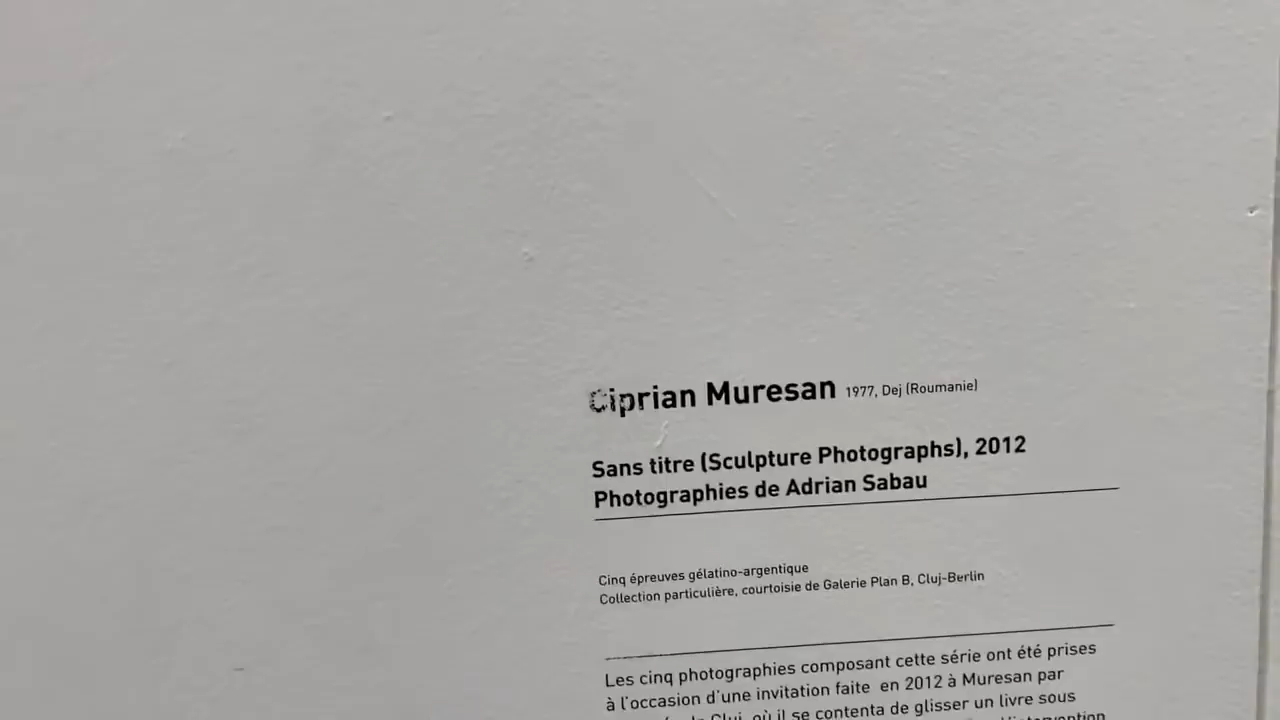 Ciprian Muresan 1977, Dej (Roumanie)
Sans titre (Sculpture Photographs), 2012
Photographies de Adrian Sabau
Cinq épreuves gélatino-argentique
Collection particulière, courtoisie de Galerie Plan B, Cluj-Berlin
Les cinq photographies composant cette série ont été prises
à l'occasion d'une invitation faite en 2012 à Muresan par
Cluj, où il se contenta de glisser un livre sous